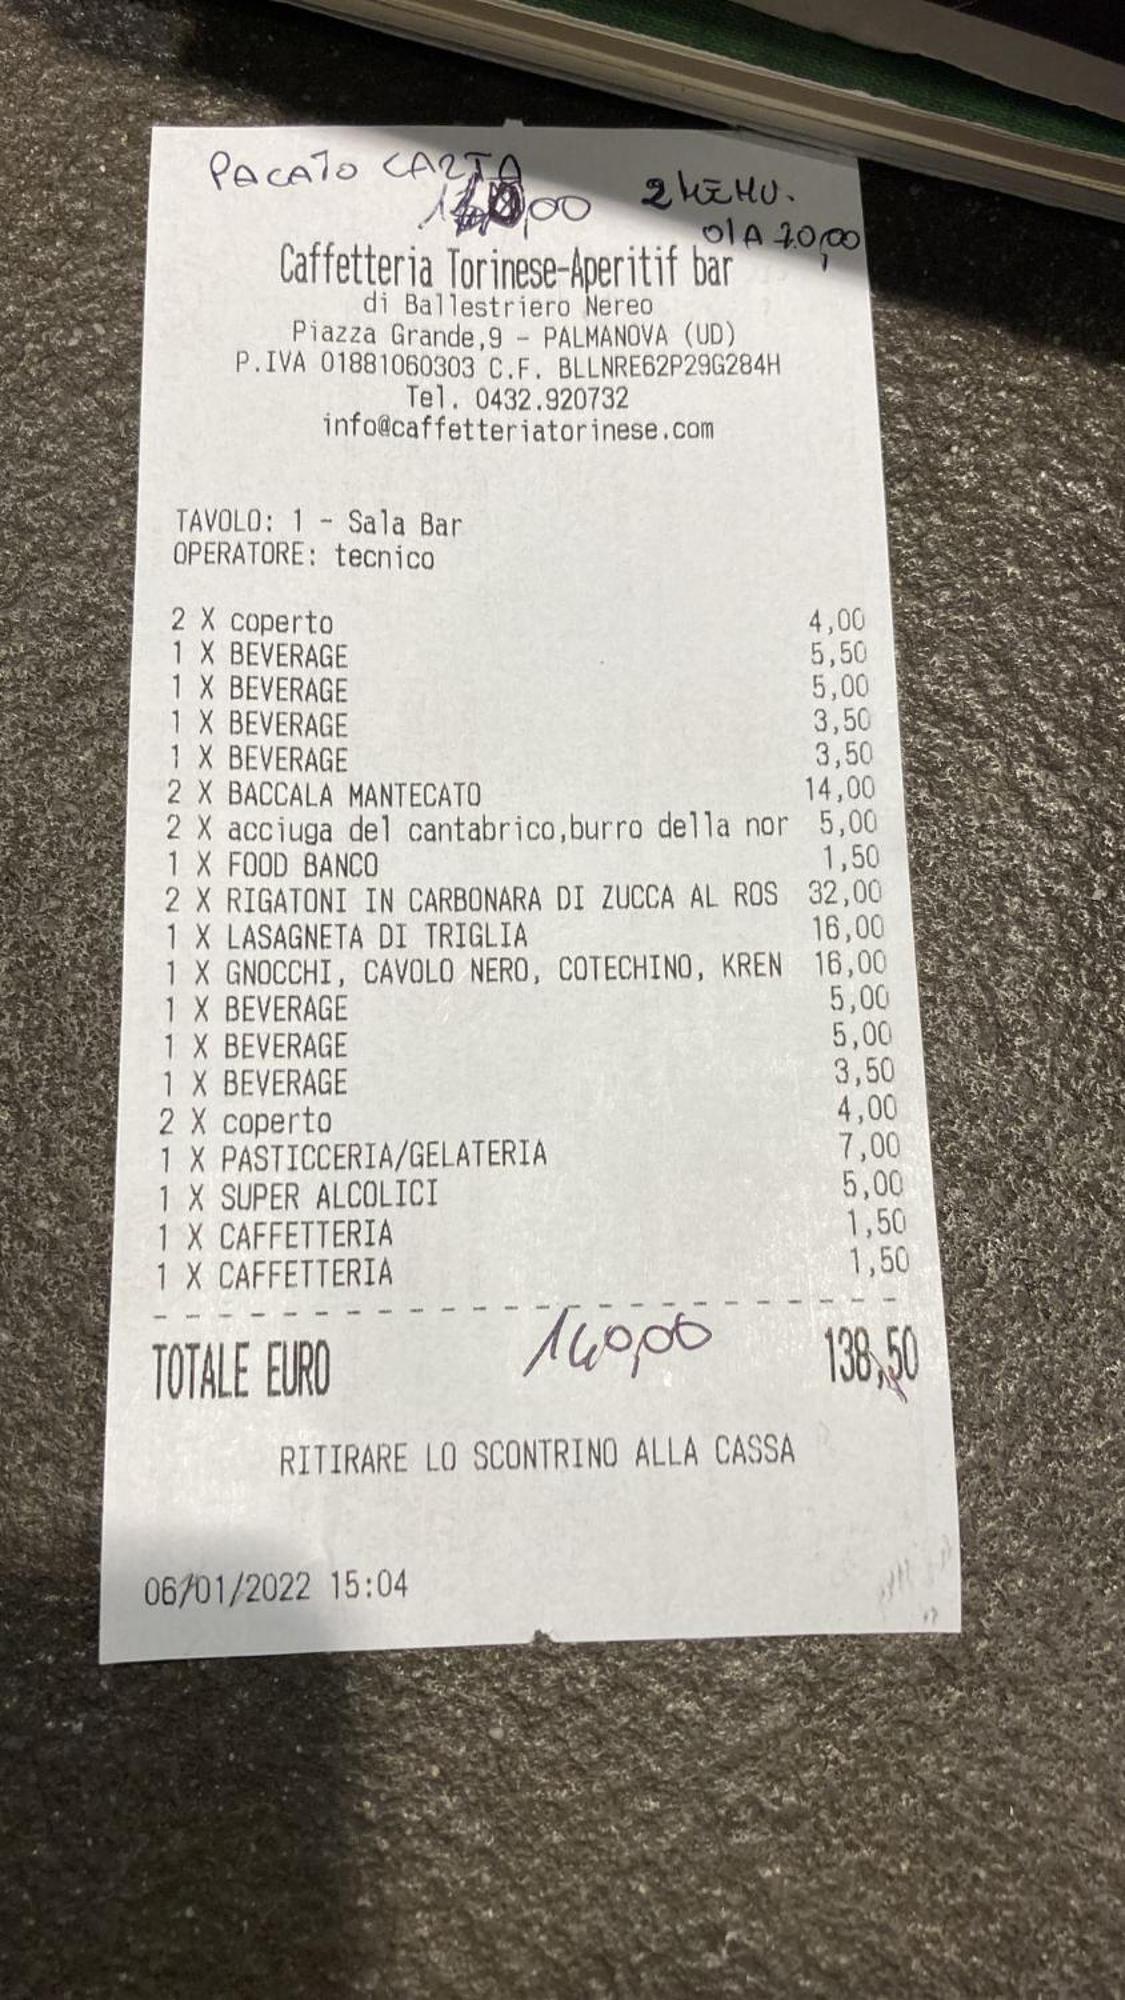 PAGATO CARTA
00
2 MENU.
Caffetteria Torinese-Aperitif bar
di Ballestriero Nereo
Piazza Grande,9 - PALMANOVA (UD)
P.IVA 01881060303 C.F. BLLNRE62P29G284H
Tel. 0432.920732
info@caffetteriatorinese.com
TAVOLO: 1 - Sala Bar
OPERATORE: tecnico
2 X coperto 4,00
1 X BEVERAGE 5,50
1 X BEVERAGE 5,00
1 X BEVERAGE 3,50
1 X BEVERAGE 3,50
2 X BACCALA MANTECATO 14,00
2 X acciuga del cantabrico,burro della nor 5,00
1 X FOOD BANCO 1,50
2 X RIGATONI IN CARBONARA DI ZUCCA AL ROS 32,00
1 X LASAGNETA DI TRIGLIA 16,00
1 X GNOCCHI, CAVOLO NERO, COTECHINO, KREN 16,00
1 X BEVERAGE 5,00
1 X BEVERAGE 5,00
1 X BEVERAGE 3,50
2 X coperto 4,00
1 X PASTICCERIA/GELATERIA 7,00
1 X SUPER ALCOLICI 5,00
1 X CAFFETTERIA 1,50
1 X CAFFETTERIA 1,50
TOTALE EURO 140,00 138,50
RITIRARE LO SCONTRINO ALLA CASSA
06/01/2022 15:04